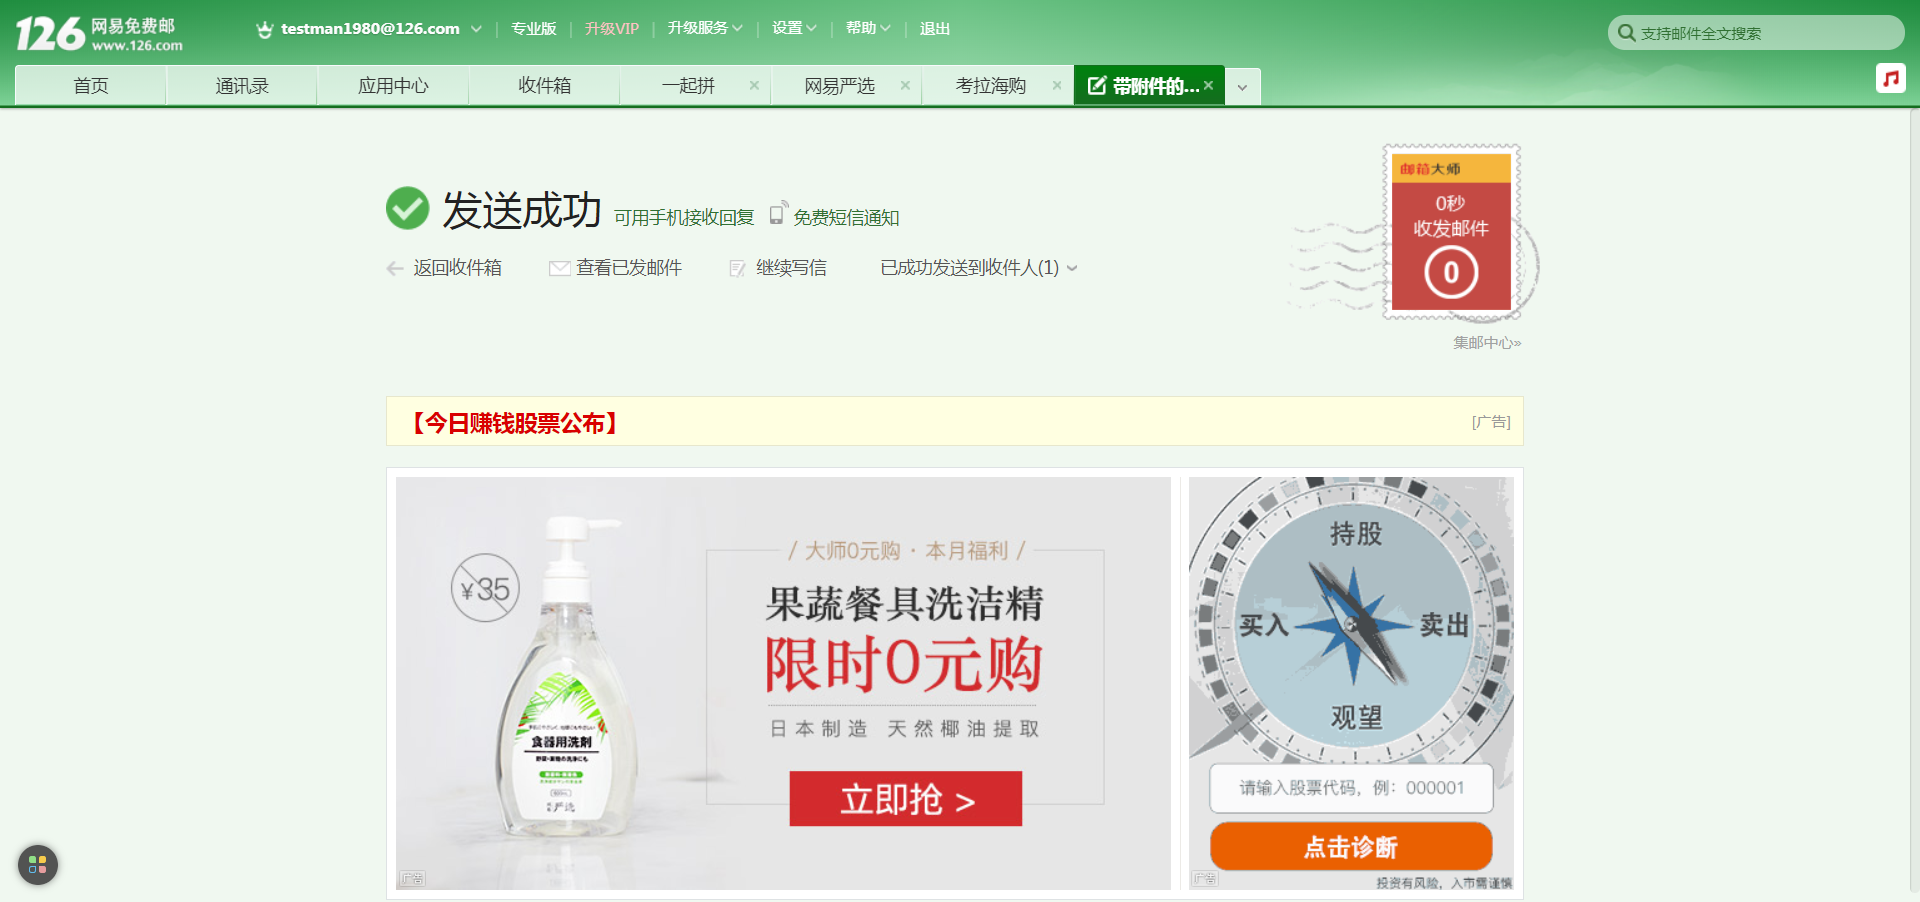 126 网易免费邮
www.126.com
testman1980@126.com
专业版
升级VIP
升级服务
设置
帮助
退出
支持邮件全文搜索
首页
通讯录
应用中心
收件箱
一起拼
网易严选
考拉海购
带附件的...
发送成功
可用手机接收回复
免费短信通知
返回收件箱
查看已发邮件
继续写信
已成功发送到收件人(1)
邮箱大师
0秒
收发邮件
0
集邮中心»
【今日赚钱股票公布】
[广告]
¥35
/ 大师0元购 · 本月福利 /
果蔬餐具洗洁精
限时0元购
日本制造 天然椰油提取
立即抢 >
食器用洗剤
广告
持股
买入
卖出
观望
请输入股票代码，例：000001
点击诊断
广告
投资有风险，入市需谨慎